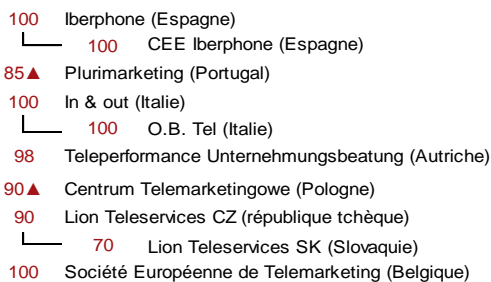 100 Iberphone (Espagne)
100 CEE Iberphone (Espagne)
85▲ Plurimarketing (Portugal)
100 In & out (Italie)
100 O.B. Tel (Italie)
98 Teleperformance Unternehmungsbeatung (Autriche)
90▲ Centrum Telemarketingowe (Pologne)
90 Lion Teleservices CZ (république tchèque)
70 Lion Teleservices SK (Slovaquie)
100 Société Européenne de Telemarketing (Belgique)